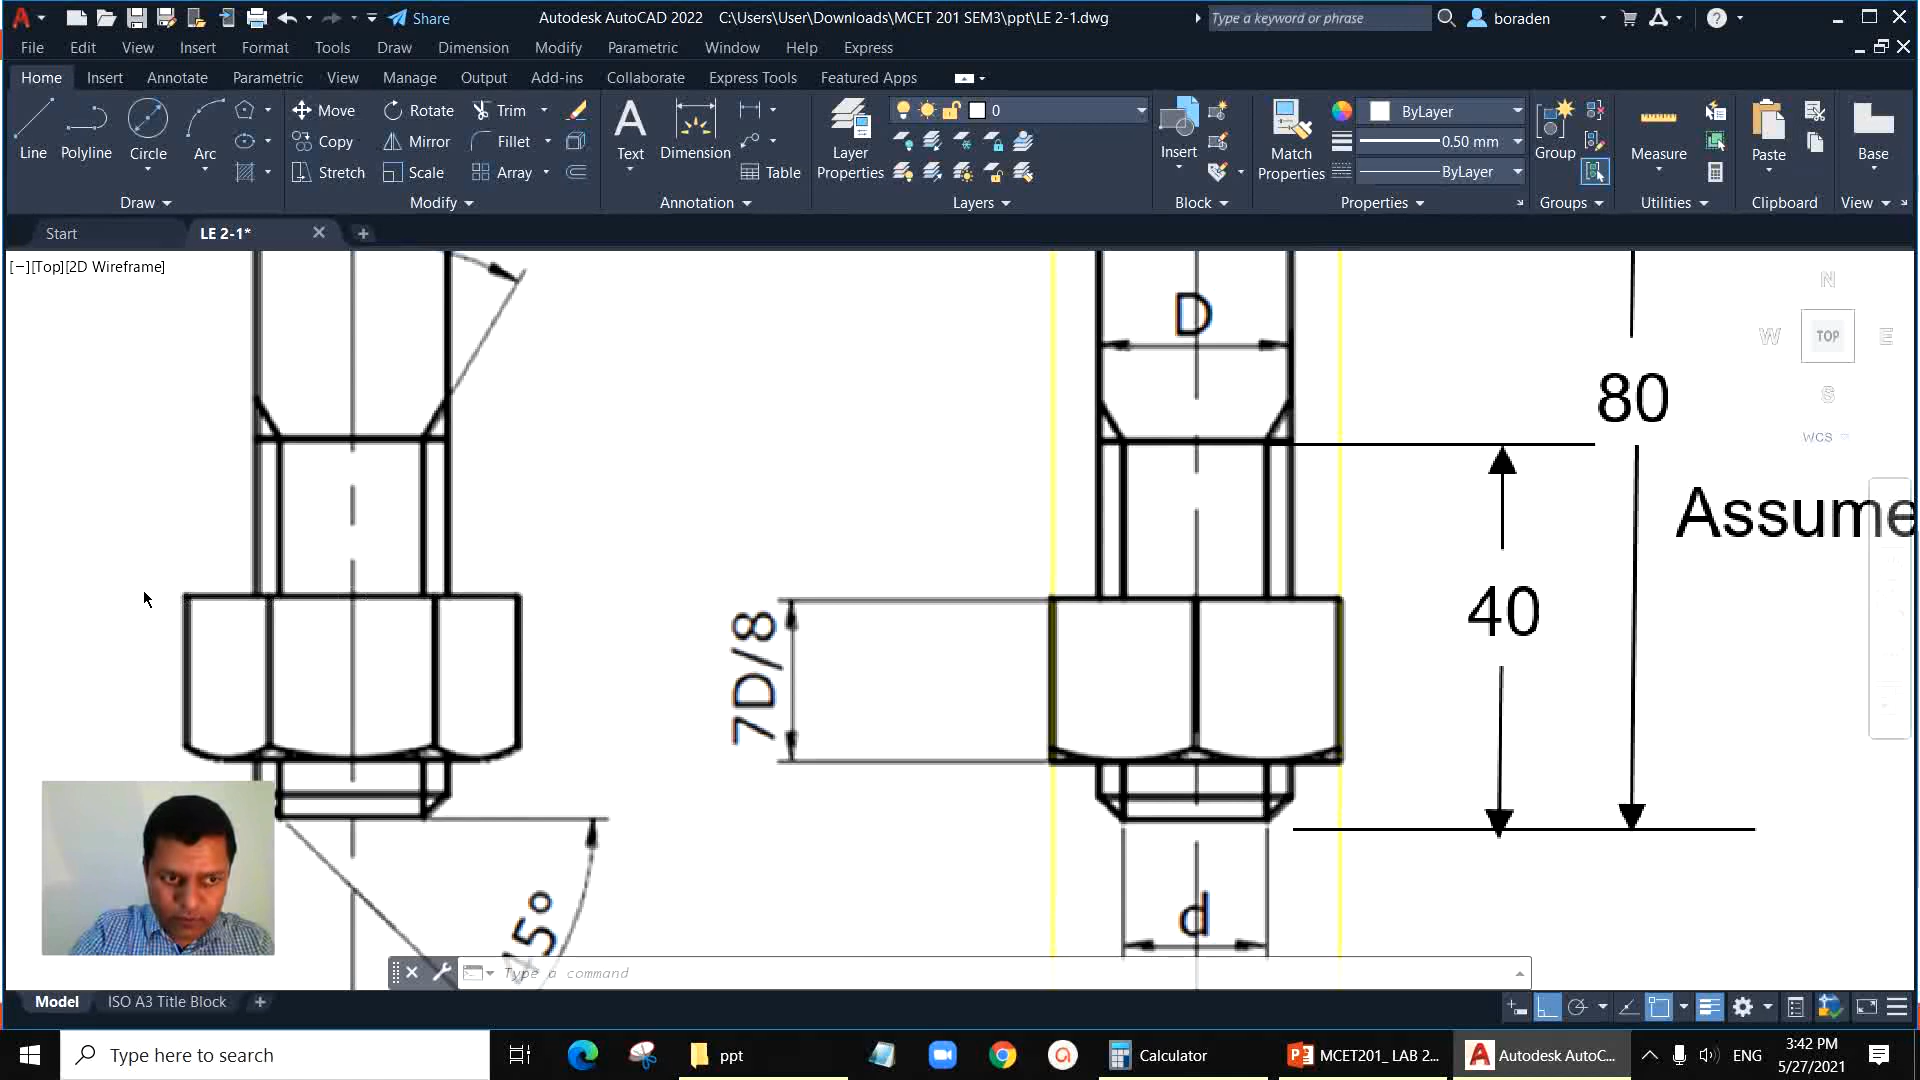 Share
Autodesk AutoCAD 2022 C:\Users\User\Downloads\MCET 201 SEM3\ppt\LE 2-1.dwg
Type a keyword or phrase
boraden
File Edit View Insert Format Tools Draw Dimension Modify Parametric Window Help Express
Home Insert Annotate Parametric View Manage Output Add-ins Collaborate Express Tools Featured Apps
Move Rotate Trim
0
ByLayer
Copy Mirror Fillet
0.50 mm
Line Polyline Circle Arc Text Dimension Layer Properties Insert Match Properties Group Measure Paste Base
Stretch Scale Array Table
ByLayer
Draw Modify Annotation Layers Block Properties Groups Utilities Clipboard View
Start LE 2-1*
[−][Top][2D Wireframe]
N
W TOP E
S
WCS
D
80
Assume
40
7D/8
d
45°
Type a command
Model ISO A3 Title Block
Type here to search
ppt
Calculator
MCET201_ LAB 2...
Autodesk AutoC...
ENG
3:42 PM
5/27/2021